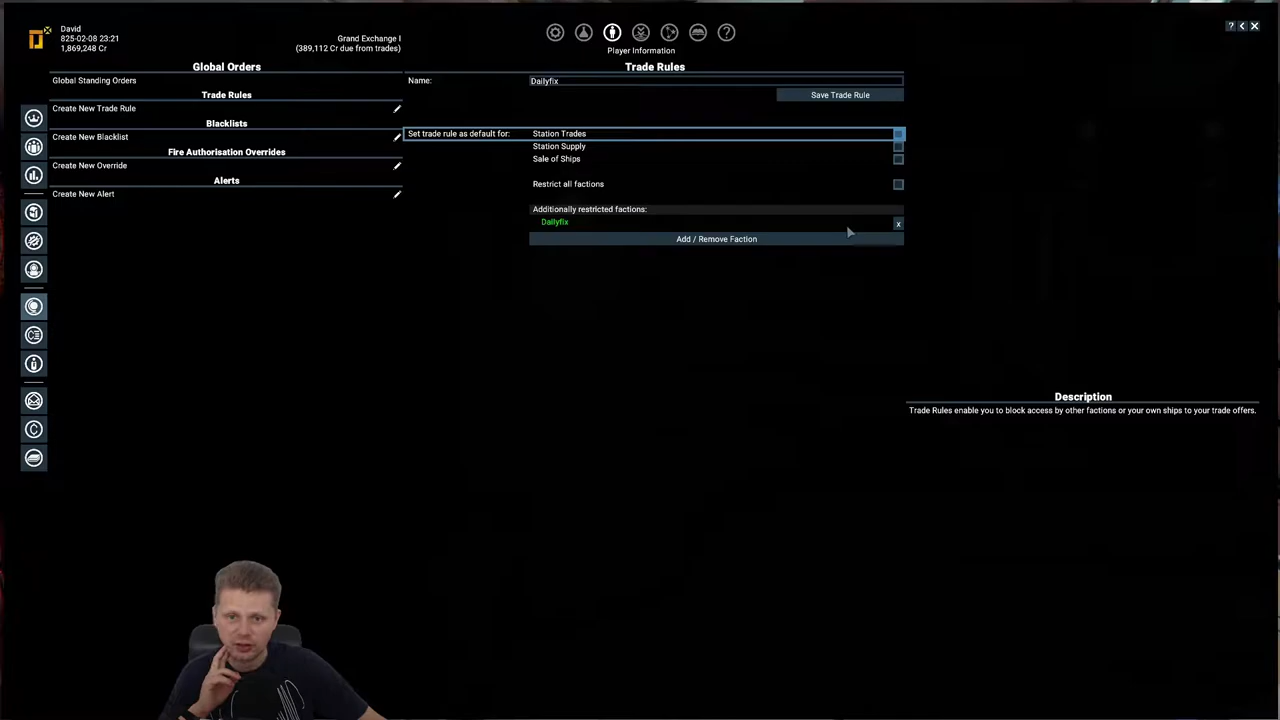 David
825-02-08 23:21
1,869,248 Cr
Grand Exchange I
(389,112 Cr due from trades)
Player Information
Global Orders
Global Standing Orders
Trade Rules
Create New Trade Rule
Blacklists
Create New Blacklist
Fire Authorisation Overrides
Create New Override
Alerts
Create New Alert
Trade Rules
Name:
Dailyfix
Save Trade Rule
Set trade rule as default for:
Station Trades
Station Supply
Sale of Ships
Restrict all factions
Additionally restricted factions:
Dailyfix
x
Add / Remove Faction
Description
Trade Rules enable you to block access by other factions or your own ships to your trade offers.